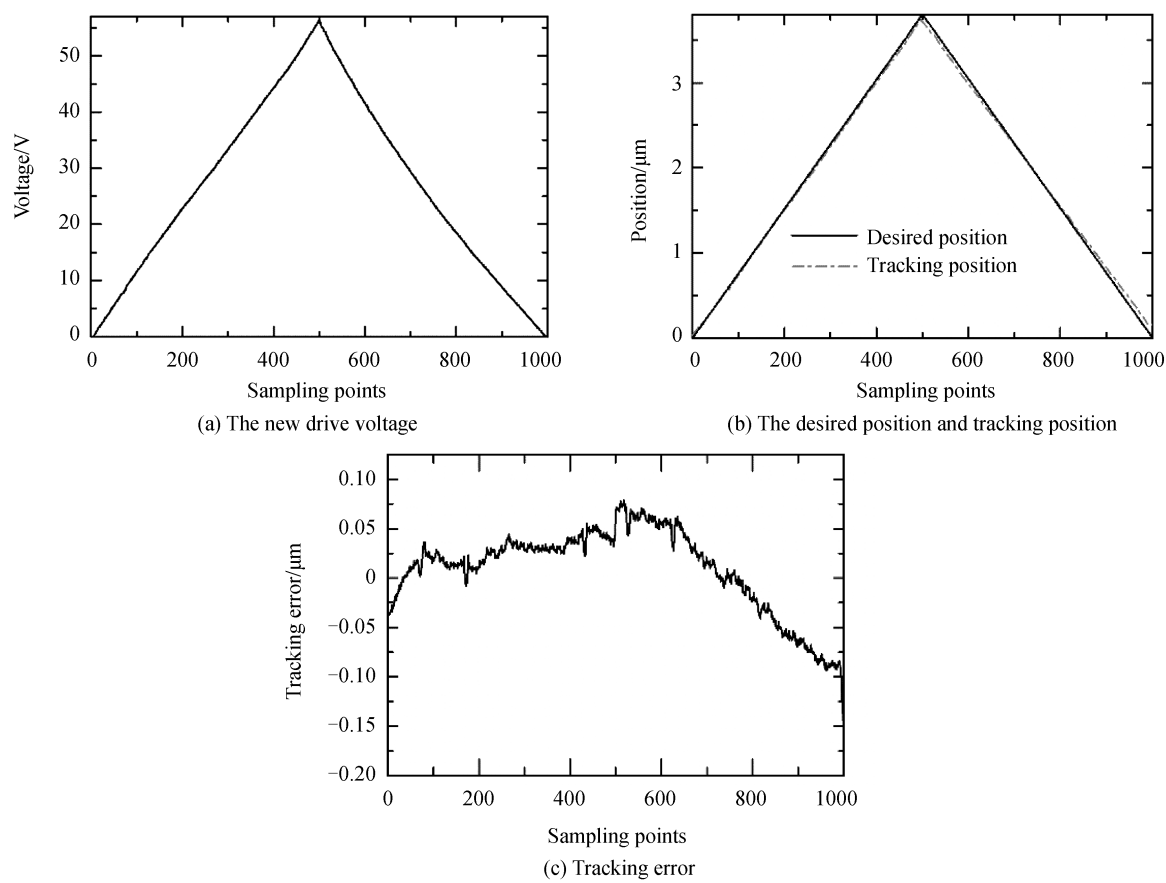 50
40
30
20
10
0
Voltage/V
0 200 400 600 800 1000
Sampling points
(a) The new drive voltage
3
2
1
0
Position/μm
Desired position
Tracking position
0 200 400 600 800 1000
Sampling points
(b) The desired position and tracking position
0.10
0.05
0
−0.05
−0.10
−0.15
−0.20
Tracking error/μm
0 200 400 600 800 1000
Sampling points
(c) Tracking error